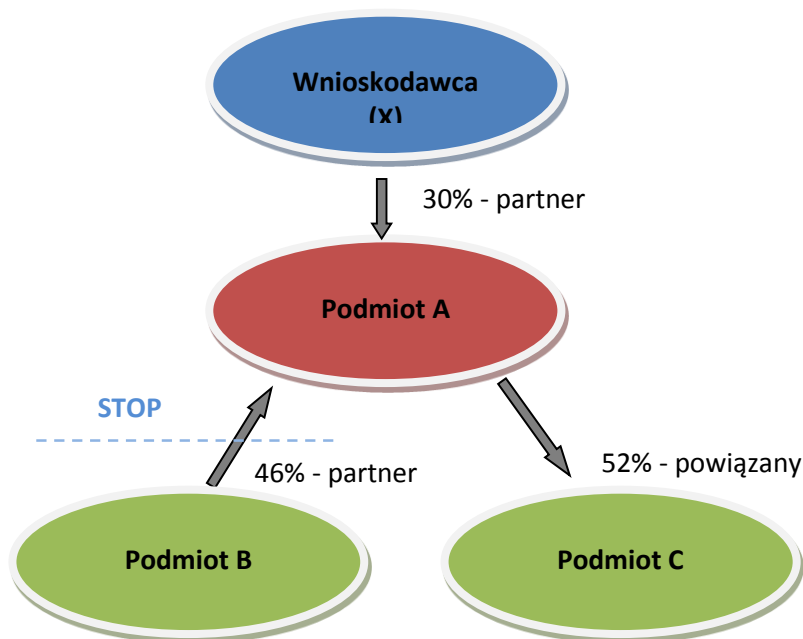 Wnioskodawca
(X)
30% - partner
Podmiot A
STOP
46% - partner
52% - powiązany
Podmiot B
Podmiot C